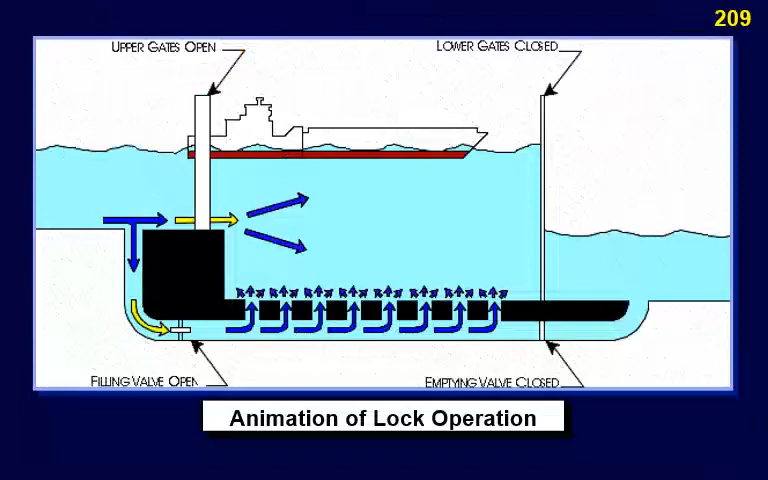 209
UPPER GATES OPEN
LOWER GATES CLOSED
FILLING VALVE OPEN
EMPTYING VALVE CLOSED
Animation of Lock Operation